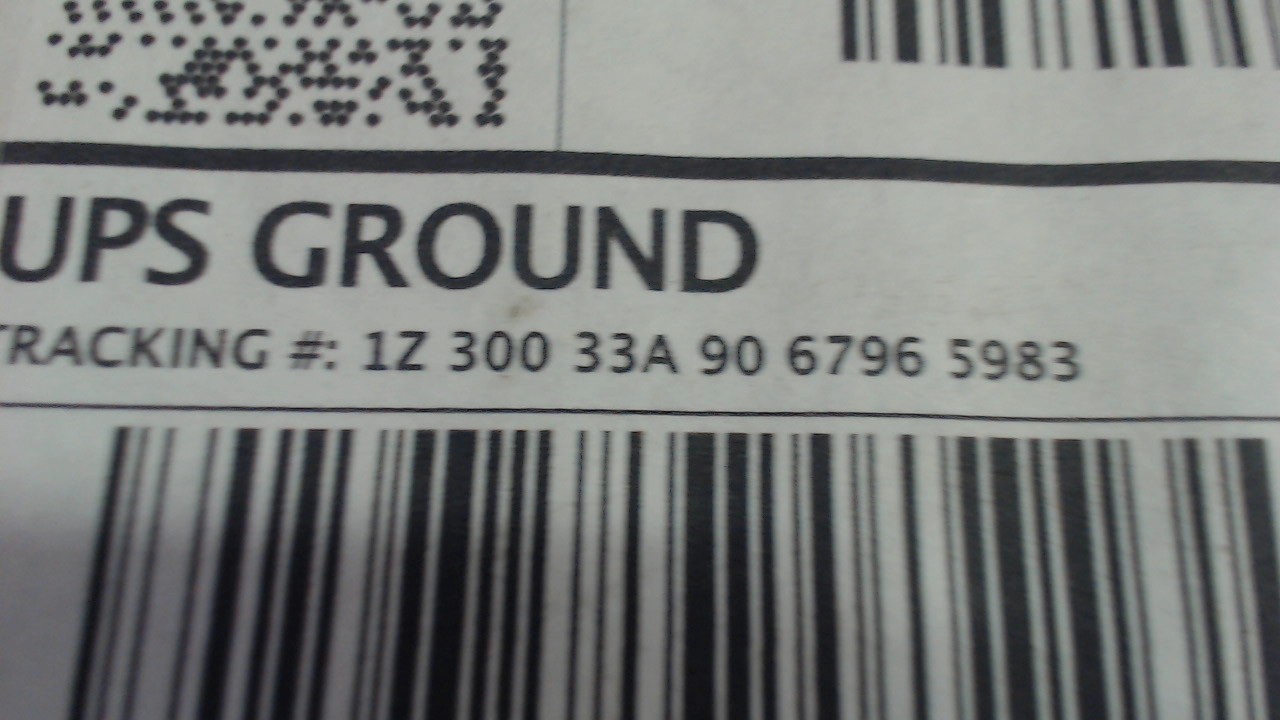 UPS GROUND
TRACKING #: 1Z 300 33A 90 6796 5983